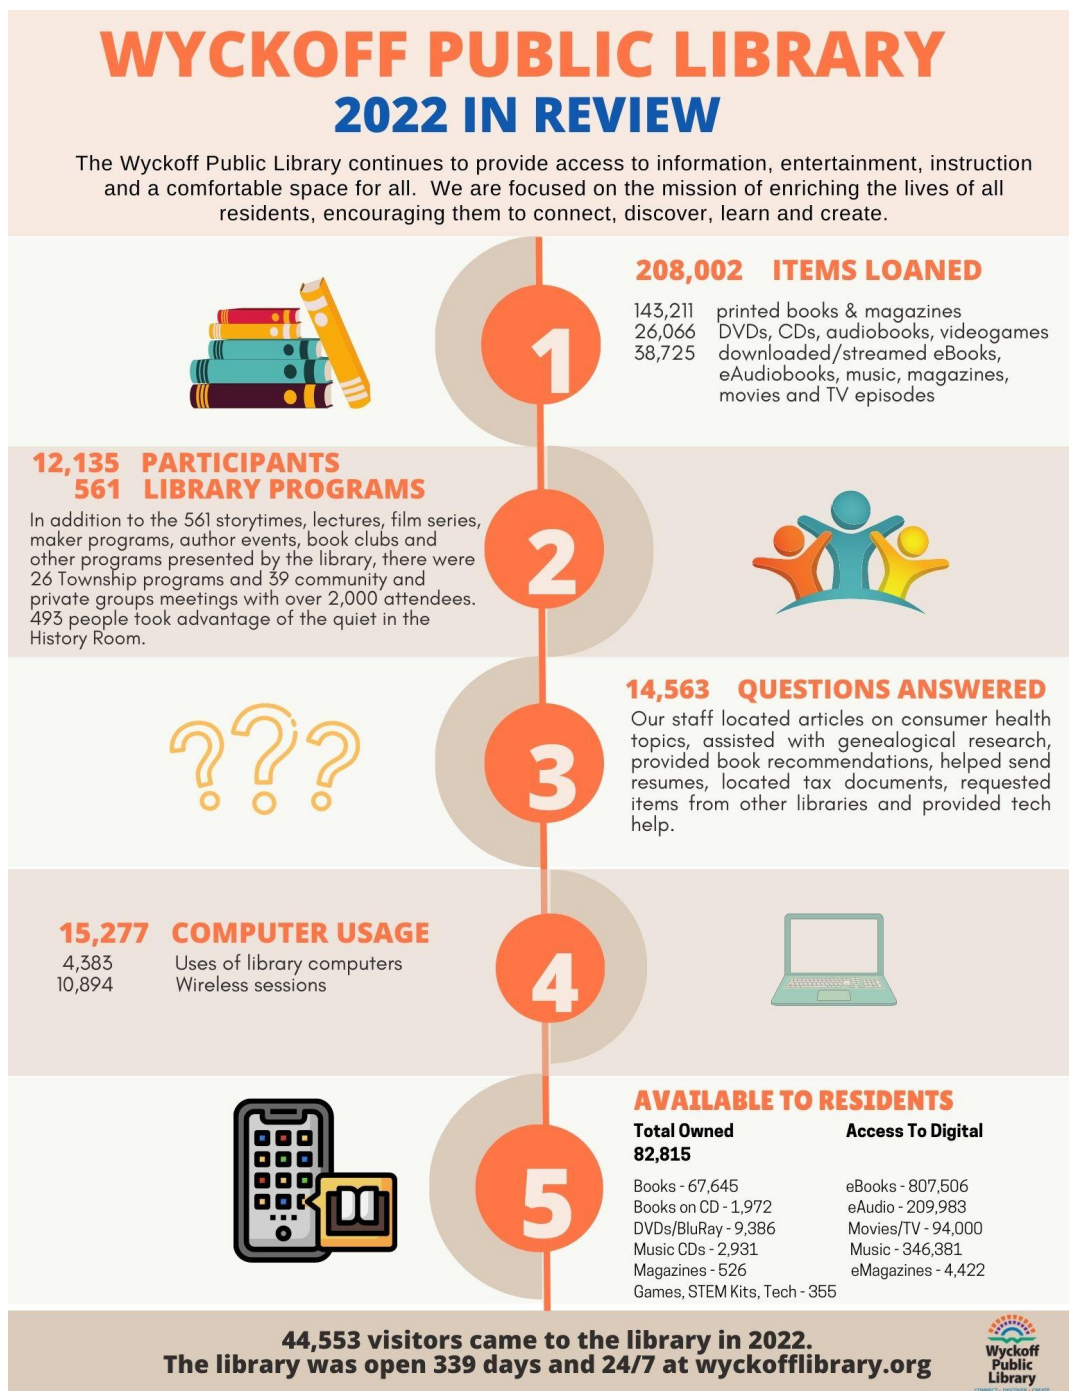 WYCKOFF PUBLIC LIBRARY
2022 IN REVIEW
The Wyckoff Public Library continues to provide access to information, entertainment, instruction
and a comfortable space for all. We are focused on the mission of enriching the lives of all
residents, encouraging them to connect, discover, learn and create.
1
208,002 ITEMS LOANED
143,211 printed books & magazines
26,066 DVDs, CDs, audiobooks, videogames
38,725 downloaded/streamed eBooks,
eAudiobooks, music, magazines,
movies and TV episodes
12,135 PARTICIPANTS
561 LIBRARY PROGRAMS
In addition to the 561 storytimes, lectures, film series,
maker programs, author events, book clubs and
other programs presented by the library, there were
26 Township programs and 39 community and
private groups meetings with over 2,000 attendees.
493 people took advantage of the quiet in the
History Room.
2
3
14,563 QUESTIONS ANSWERED
Our staff located articles on consumer health
topics, assisted with genealogical research,
provided book recommendations, helped send
resumes, located tax documents, requested
items from other libraries and provided tech
help.
15,277 COMPUTER USAGE
4,383 Uses of library computers
10,894 Wireless sessions
4
5
AVAILABLE TO RESIDENTS
Total Owned
82,815
Books - 67,645
Books on CD - 1,972
DVDs/BluRay - 9,386
Music CDs - 2,931
Magazines - 526
Games, STEM Kits, Tech - 355
Access To Digital
eBooks - 807,506
eAudio - 209,983
Movies/TV - 94,000
Music - 346,381
eMagazines - 4,422
44,553 visitors came to the library in 2022.
The library was open 339 days and 24/7 at wyckofflibrary.org
Wyckoff
Public
Library
CONNECT - DISCOVER - CREATE